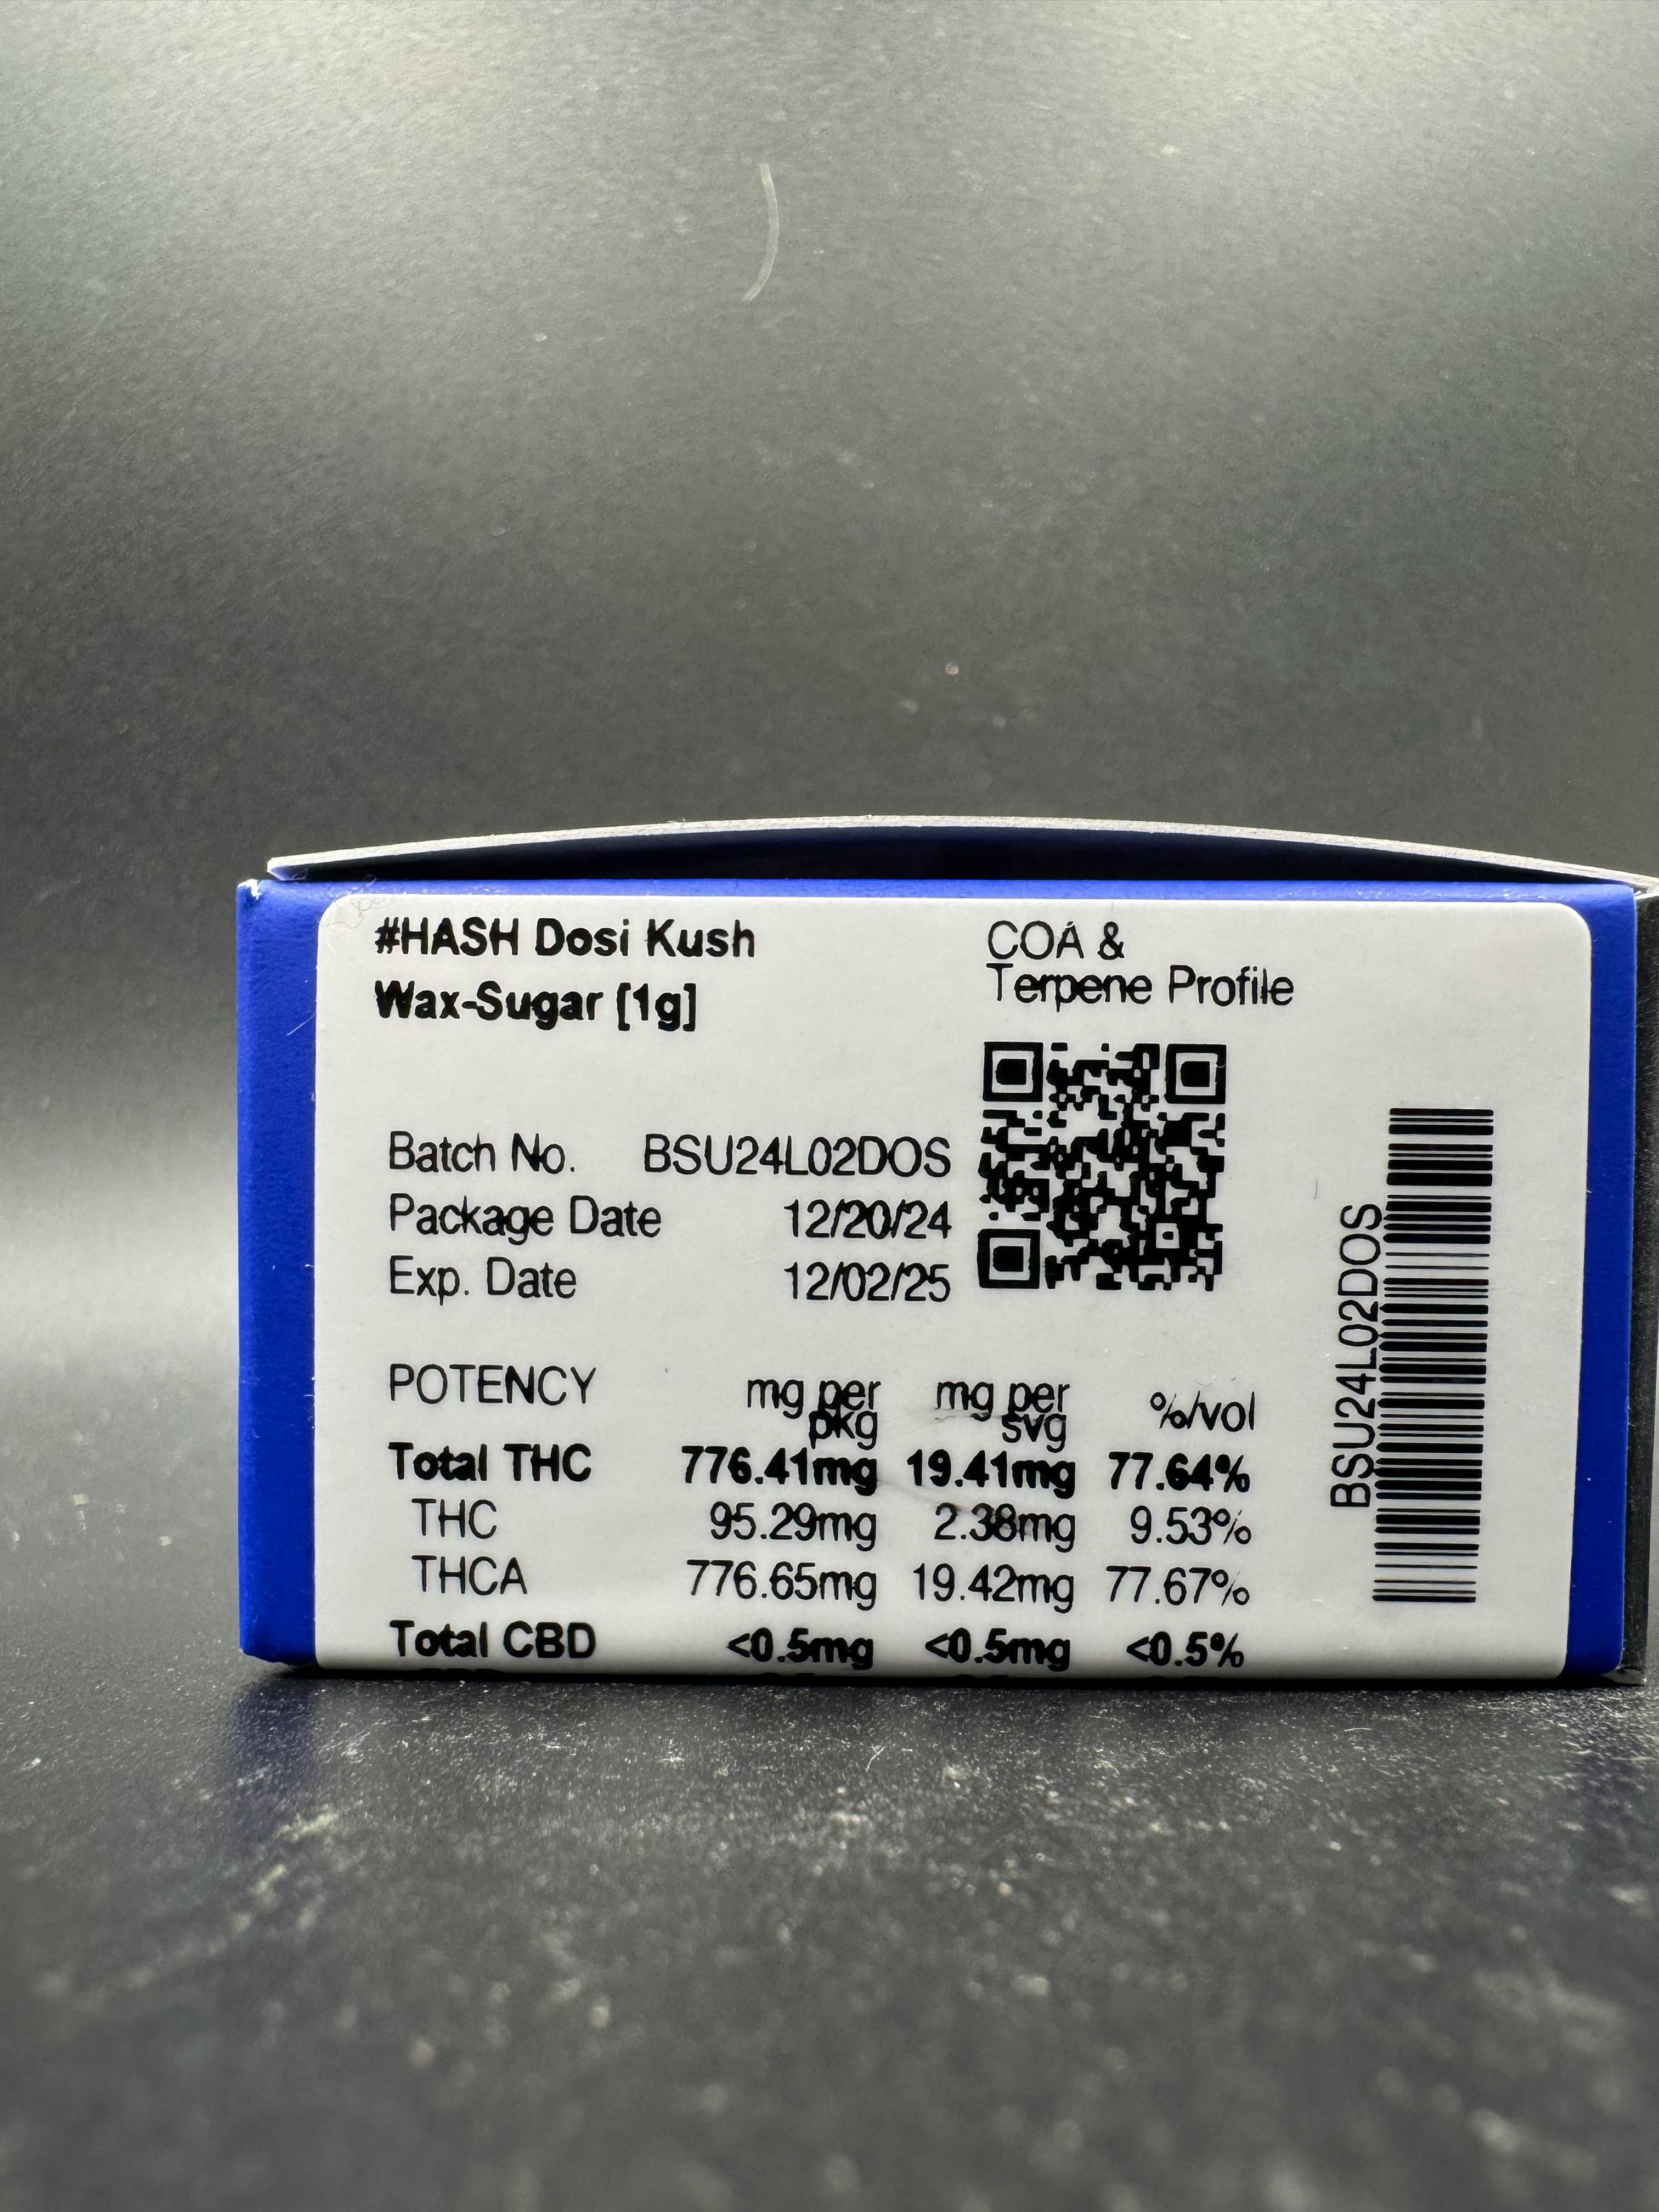 #HASH Dosi Kush
Wax-Sugar [1g]
COA &
Terpene Profile
Batch No. BSU24L02DOS
Package Date 12/20/24
Exp. Date 12/02/25
POTENCY mg per pkg mg per svg %/vol
Total THC 776.41mg 19.41mg 77.64%
THC 95.29mg 2.38mg 9.53%
THCA 776.65mg 19.42mg 77.67%
Total CBD <0.5mg <0.5mg <0.5%
BSU24L02DOS